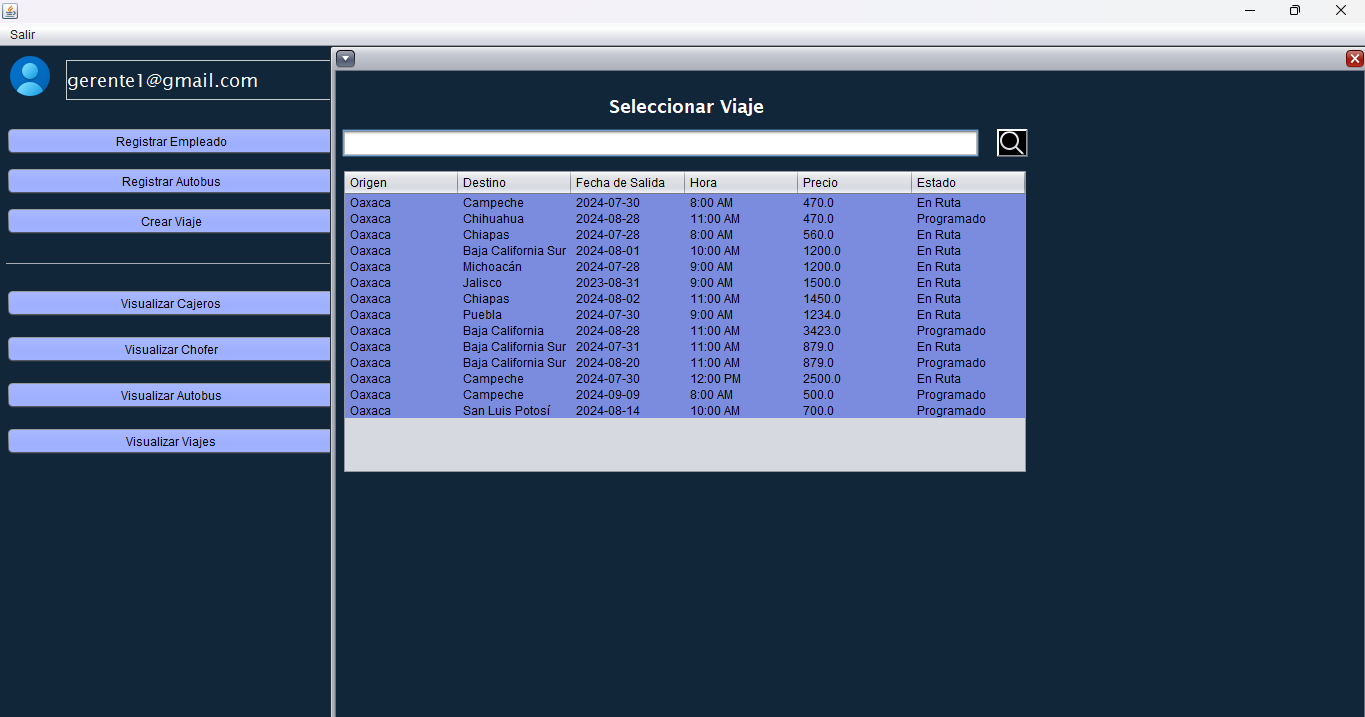 Salir
gerente1@gmail.com
Registrar Empleado
Registrar Autobus
Crear Viaje
Visualizar Cajeros
Visualizar Chofer
Visualizar Autobus
Visualizar Viajes
Seleccionar Viaje
Origen Destino Fecha de Salida Hora Precio Estado
Oaxaca Campeche 2024-07-30 8:00 AM 470.0 En Ruta
Oaxaca Chihuahua 2024-08-28 11:00 AM 470.0 Programado
Oaxaca Chiapas 2024-07-28 8:00 AM 560.0 En Ruta
Oaxaca Baja California Sur 2024-08-01 10:00 AM 1200.0 En Ruta
Oaxaca Michoacán 2024-07-28 9:00 AM 1200.0 En Ruta
Oaxaca Jalisco 2023-08-31 9:00 AM 1500.0 En Ruta
Oaxaca Chiapas 2024-08-02 11:00 AM 1450.0 En Ruta
Oaxaca Puebla 2024-07-30 9:00 AM 1234.0 En Ruta
Oaxaca Baja California 2024-08-28 11:00 AM 3423.0 Programado
Oaxaca Baja California Sur 2024-07-31 11:00 AM 879.0 En Ruta
Oaxaca Baja California Sur 2024-08-20 11:00 AM 879.0 Programado
Oaxaca Campeche 2024-07-30 12:00 PM 2500.0 En Ruta
Oaxaca Campeche 2024-09-09 8:00 AM 500.0 Programado
Oaxaca San Luis Potosí 2024-08-14 10:00 AM 700.0 Programado